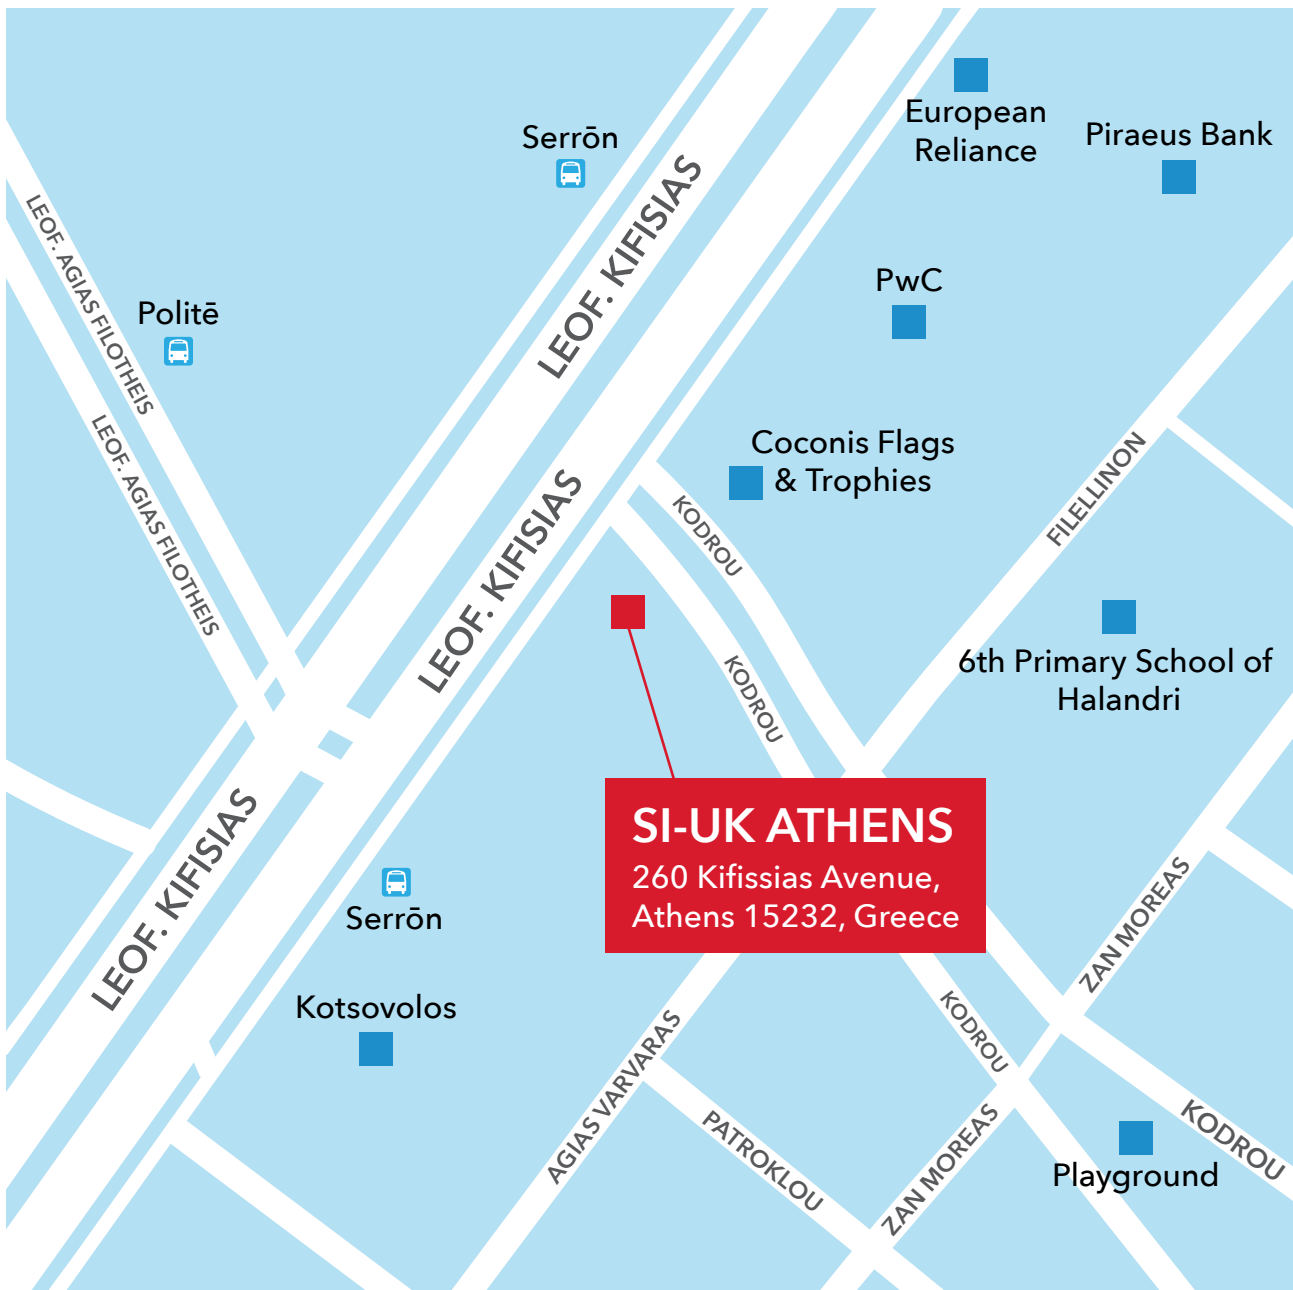 European
Reliance
Piraeus Bank
Serrōn
LEOF. KIFISIAS
LEOF. AGIAS FILOTHEIS
Politē
PwC
Coconis Flags
& Trophies
LEOF. AGIAS FILOTHEIS
LEOF. KIFISIAS
KODROU
FILELLINON
6th Primary School of
Halandri
KODROU
SI-UK ATHENS
260 Kifissias Avenue,
Athens 15232, Greece
LEOF. KIFISIAS
Serrōn
ZAN MOREAS
Kotsovolos
KODROU
AGIAS VARVARAS
PATROKLOU
ZAN MOREAS
KODROU
Playground